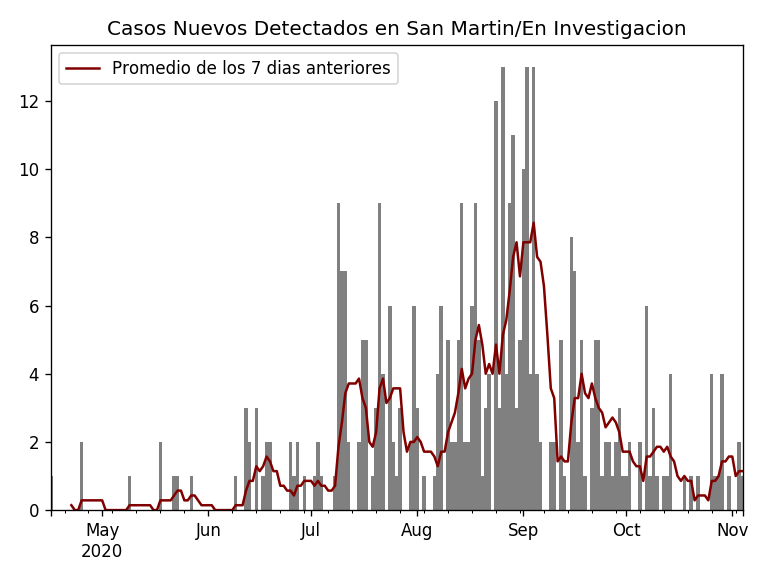 Casos Nuevos Detectados en San Martin/En Investigacion
Promedio de los 7 dias anteriores
12
10
8
6
4
2
0
May Jun Jul Aug Sep Oct Nov
2020